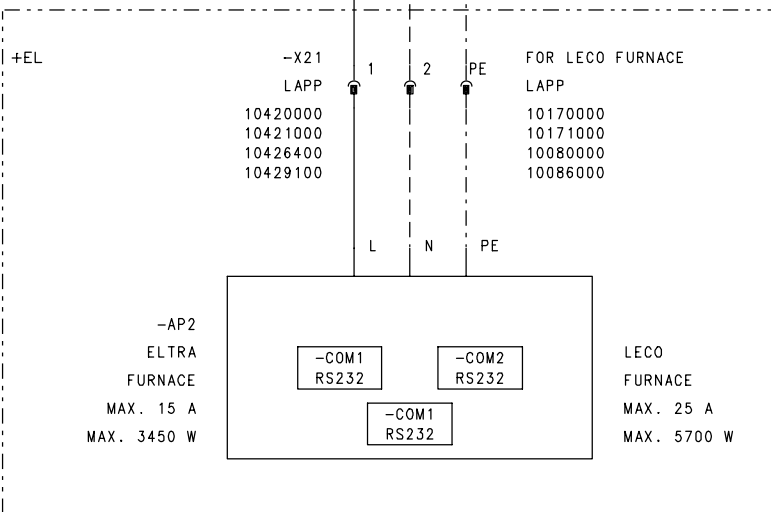 +EL
-X21
1
2
PE
FOR LECO FURNACE
LAPP
LAPP
10420000
10421000
10426400
10429100
10170000
10171000
10080000
10086000
L
N
PE
-AP2
ELTRA
FURNACE
MAX. 15 A
MAX. 3450 W
-COM1
RS232
-COM2
RS232
-COM1
RS232
LECO
FURNACE
MAX. 25 A
MAX. 5700 W